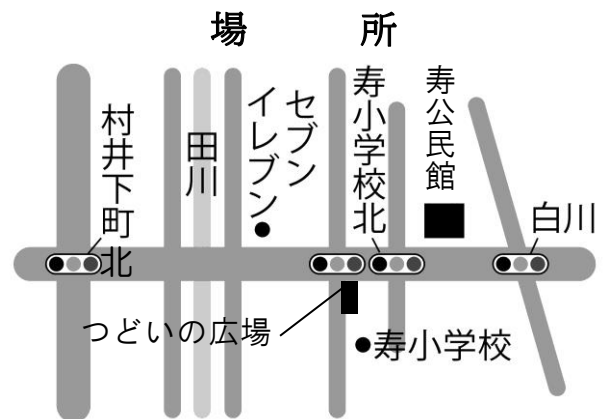 場所
村井下町北
田川
セブン
イレブン
寿小学校北
寿公民館
白川
つどいの広場
寿小学校